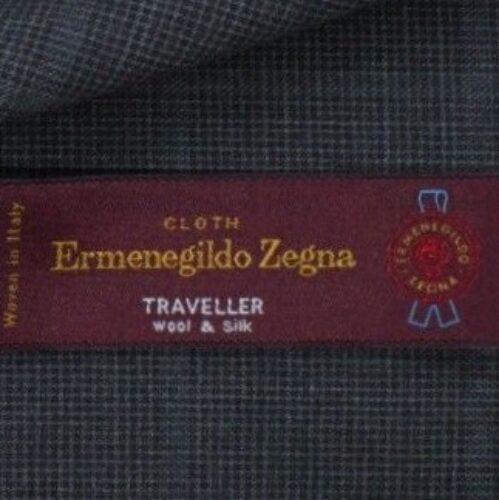 Woven in Italy
CLOTH
Ermenegildo Zegna
TRAVELLER
Wool & Silk
ERMENEGILDO
ZEGNA